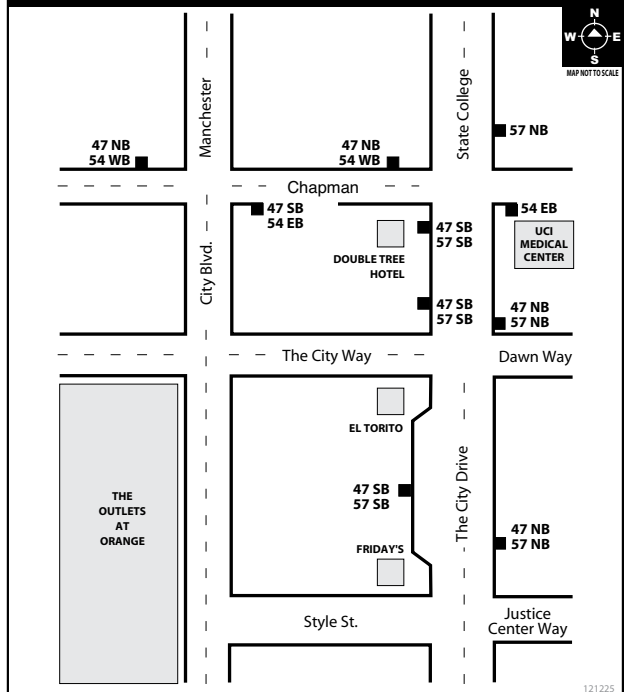 N
W E
S
MAP NOT TO SCALE
Manchester
State College
57 NB
47 NB
54 WB
47 NB
54 WB
Chapman
47 SB
54 EB
47 SB
57 SB
54 EB
UCI
MEDICAL
CENTER
DOUBLE TREE
HOTEL
City Blvd.
47 SB
57 SB
47 NB
57 NB
The City Way
Dawn Way
EL TORITO
THE
OUTLETS
AT
ORANGE
47 SB
57 SB
The City Drive
47 NB
57 NB
FRIDAY'S
Style St.
Justice
Center Way
121225